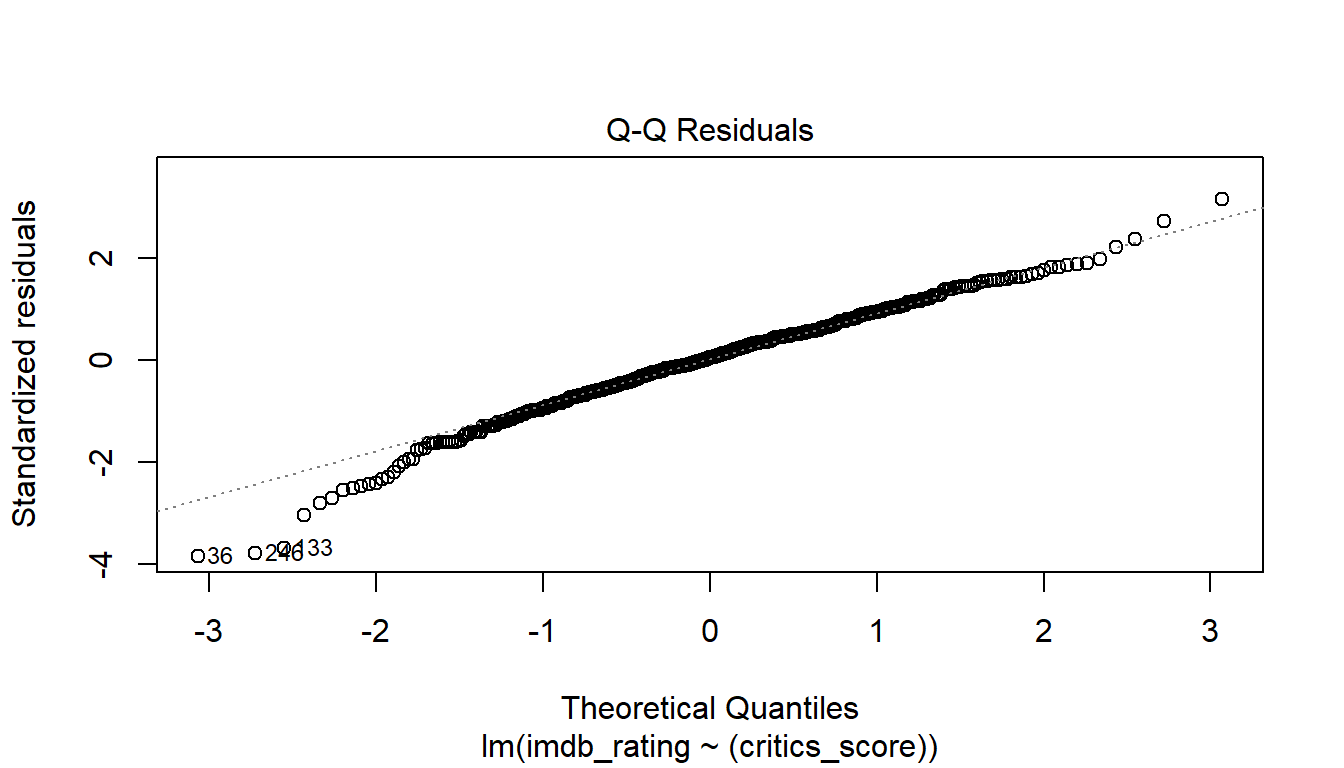 Q-Q Residuals
Standardized residuals
2
0
-2
-4
36
246
133
-3 -2 -1 0 1 2 3
Theoretical Quantiles
lm(imdb_rating ~ (critics_score))